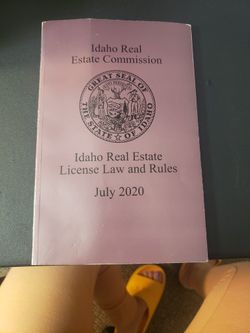 Idaho Real
Estate Commission
GREAT SEAL OF
THE STATE OF IDAHO
Idaho Real Estate
License Law and Rules
July 2020